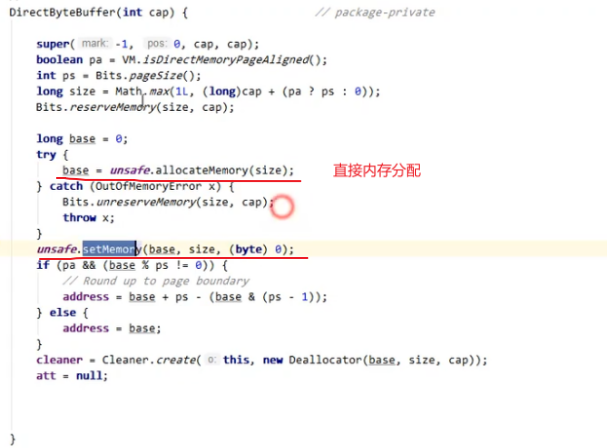 DirectByteBuffer(int cap) { // package-private
super( mark: -1, pos: 0, cap, cap);
boolean pa = VM.isDirectMemoryPageAligned();
int ps = Bits.pageSize();
long size = Math.max(1L, (long)cap + (pa ? ps : 0));
Bits.reserveMemory(size, cap);
long base = 0;
try {
base = unsafe.allocateMemory(size); 直接内存分配
} catch (OutOfMemoryError x) {
Bits.unreserveMemory(size, cap);
throw x;
}
unsafe.setMemory(base, size, (byte) 0);
if (pa && (base % ps != 0)) {
// Round up to page boundary
address = base + ps - (base & (ps - 1));
} else {
address = base;
}
cleaner = Cleaner.create( o: this, new Deallocator(base, size, cap));
att = null;
}